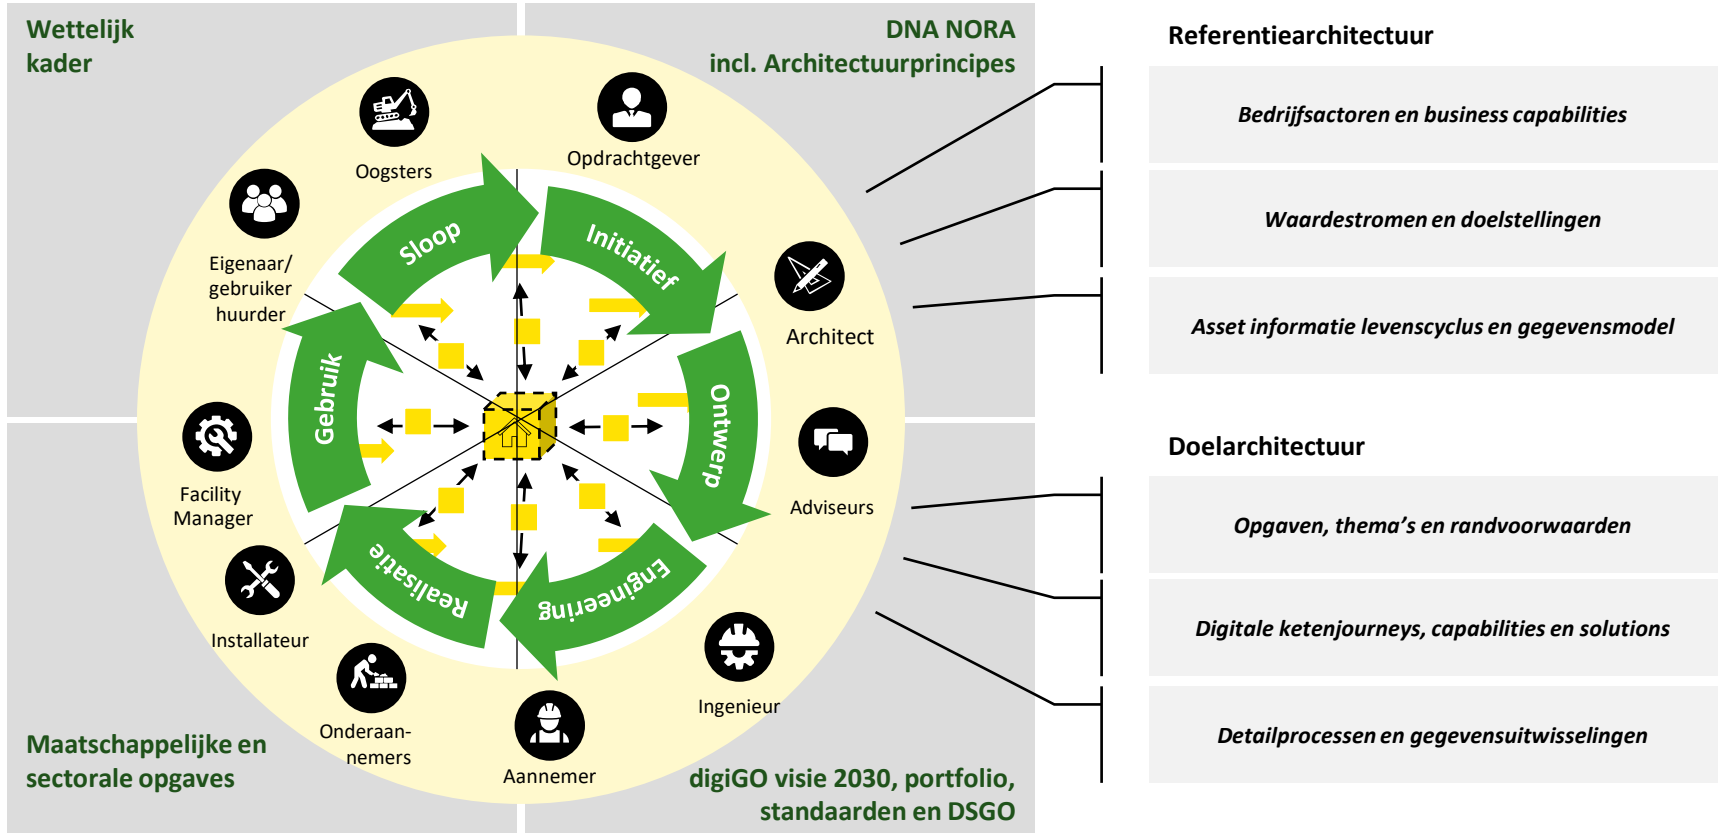 Wettelijk
kader
DNA NORA
incl. Architectuurprincipes
Oogsters
Opdrachtgever
Eigenaar/
gebruiker
huurder
Architect
Facility
Manager
Adviseurs
Installateur
Ingenieur
Onderaan-
nemers
Aannemer
Sloop
Initiatief
Ontwerp
Engineering
Realisatie
Gebruik
Maatschappelijke en
sectorale opgaves
digiGO visie 2030, portfolio,
standaarden en DSGO
Referentiearchitectuur
Bedrijfsactoren en business capabilities
Waardestromen en doelstellingen
Asset informatie levenscyclus en gegevensmodel
Doelarchitectuur
Opgaven, thema’s en randvoorwaarden
Digitale ketenjourneys, capabilities en solutions
Detailprocessen en gegevensuitwisselingen